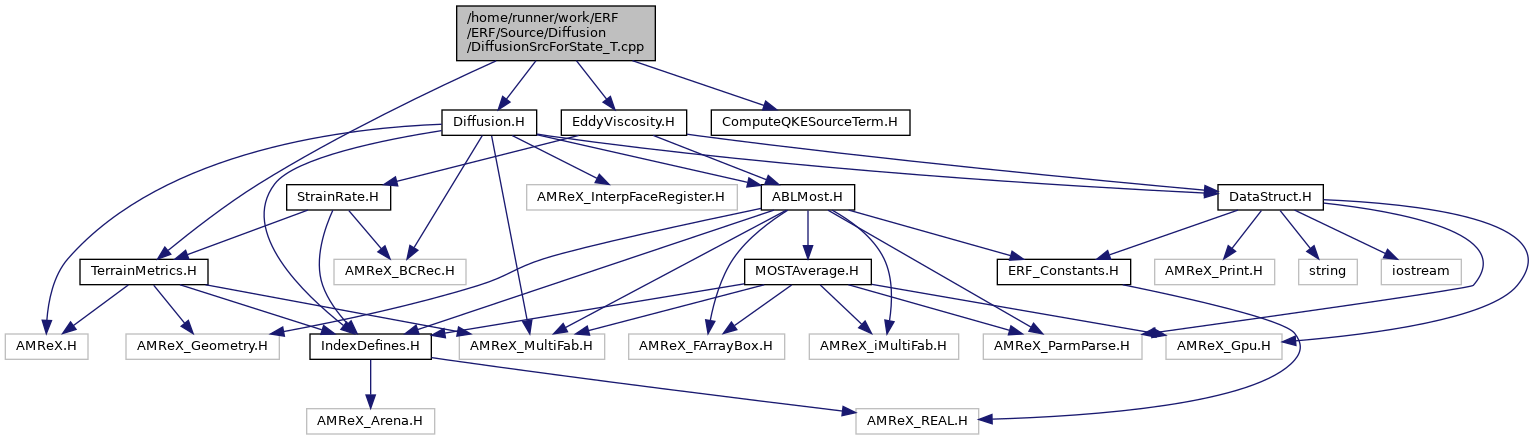 /home/runner/work/ERF
/ERF/Source/Diffusion
/DiffusionSrcForState_T.cpp
Diffusion.H
EddyViscosity.H
ComputeQKESourceTerm.H
StrainRate.H
AMReX_InterpFaceRegister.H
ABLMost.H
DataStruct.H
TerrainMetrics.H
AMReX_BCRec.H
MOSTAverage.H
ERF_Constants.H
AMReX_Print.H
string
iostream
AMReX.H
AMReX_Geometry.H
IndexDefines.H
AMReX_MultiFab.H
AMReX_FArrayBox.H
AMReX_iMultiFab.H
AMReX_ParmParse.H
AMReX_Gpu.H
AMReX_Arena.H
AMReX_REAL.H